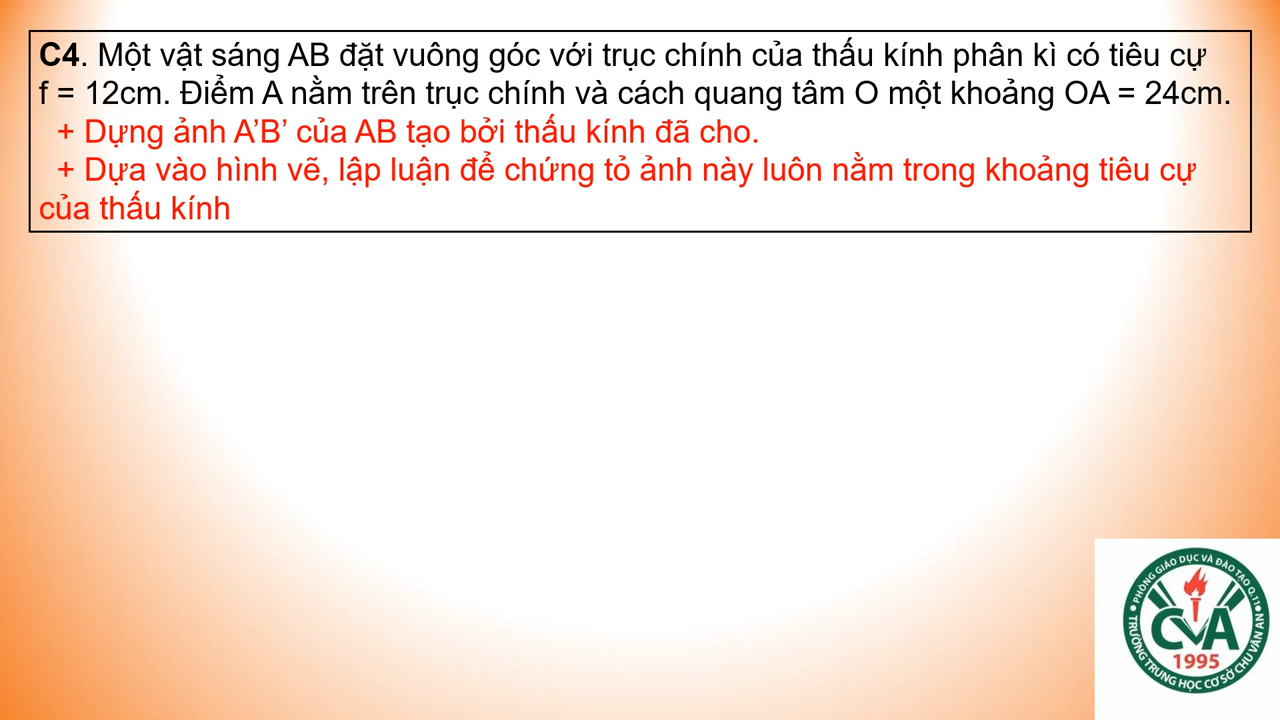 C4. Một vật sáng AB đặt vuông góc với trục chính của thấu kính phân kì có tiêu cự
f = 12cm. Điểm A nằm trên trục chính và cách quang tâm O một khoảng OA = 24cm.
+ Dựng ảnh A’B’ của AB tạo bởi thấu kính đã cho.
+ Dựa vào hình vẽ, lập luận để chứng tỏ ảnh này luôn nằm trong khoảng tiêu cự
của thấu kính
PHÒNG GIÁO DỤC VÀ ĐÀO TẠO Q.11
CVA
1995
TRƯỜNG TRUNG HỌC CƠ SỞ CHU VĂN AN